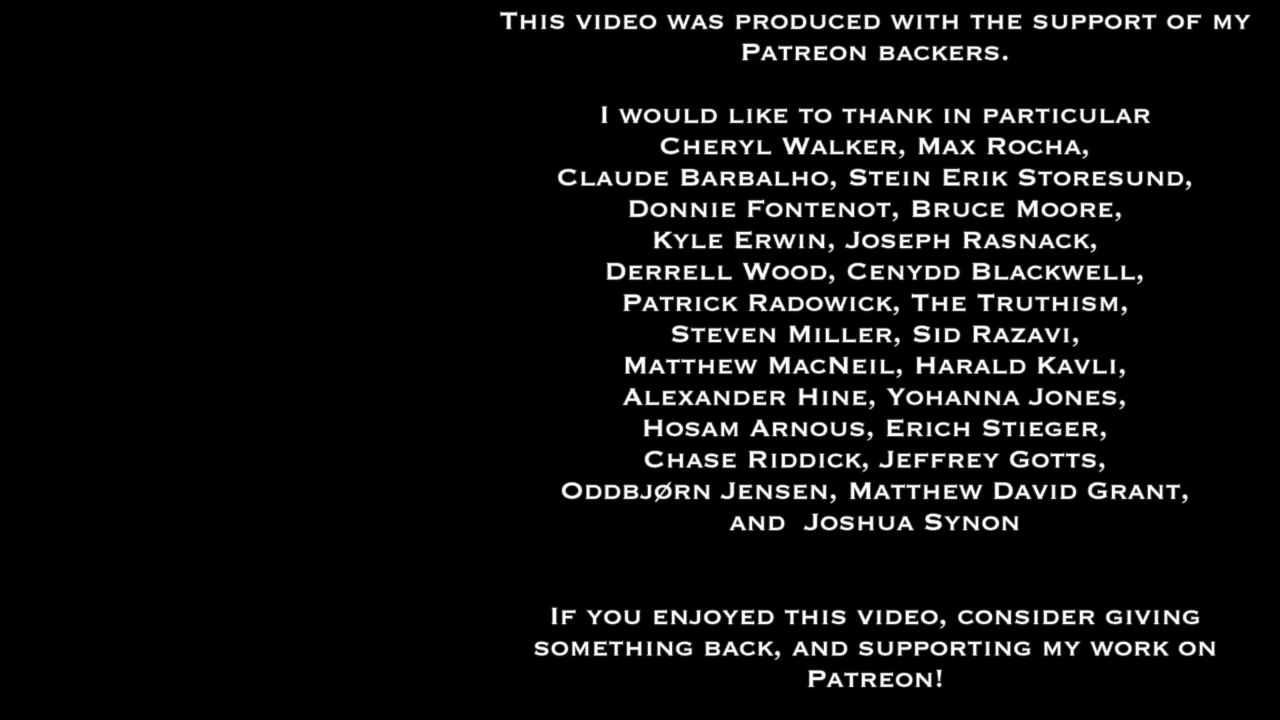 This video was produced with the support of my
Patreon backers.
I would like to thank in particular
Cheryl Walker, Max Rocha,
Claude Barbalho, Stein Erik Storesund,
Donnie Fontenot, Bruce Moore,
Kyle Erwin, Joseph Rasnack,
Derrell Wood, Cenydd Blackwell,
Patrick Radowick, The Truthism,
Steven Miller, Sid Razavi,
Matthew MacNeil, Harald Kavli,
Alexander Hine, Yohanna Jones,
Hosam Arnous, Erich Stieger,
Chase Riddick, Jeffrey Gotts,
Oddbjørn Jensen, Matthew David Grant,
and  Joshua Synon
If you enjoyed this video, consider giving
something back, and supporting my work on
Patreon!